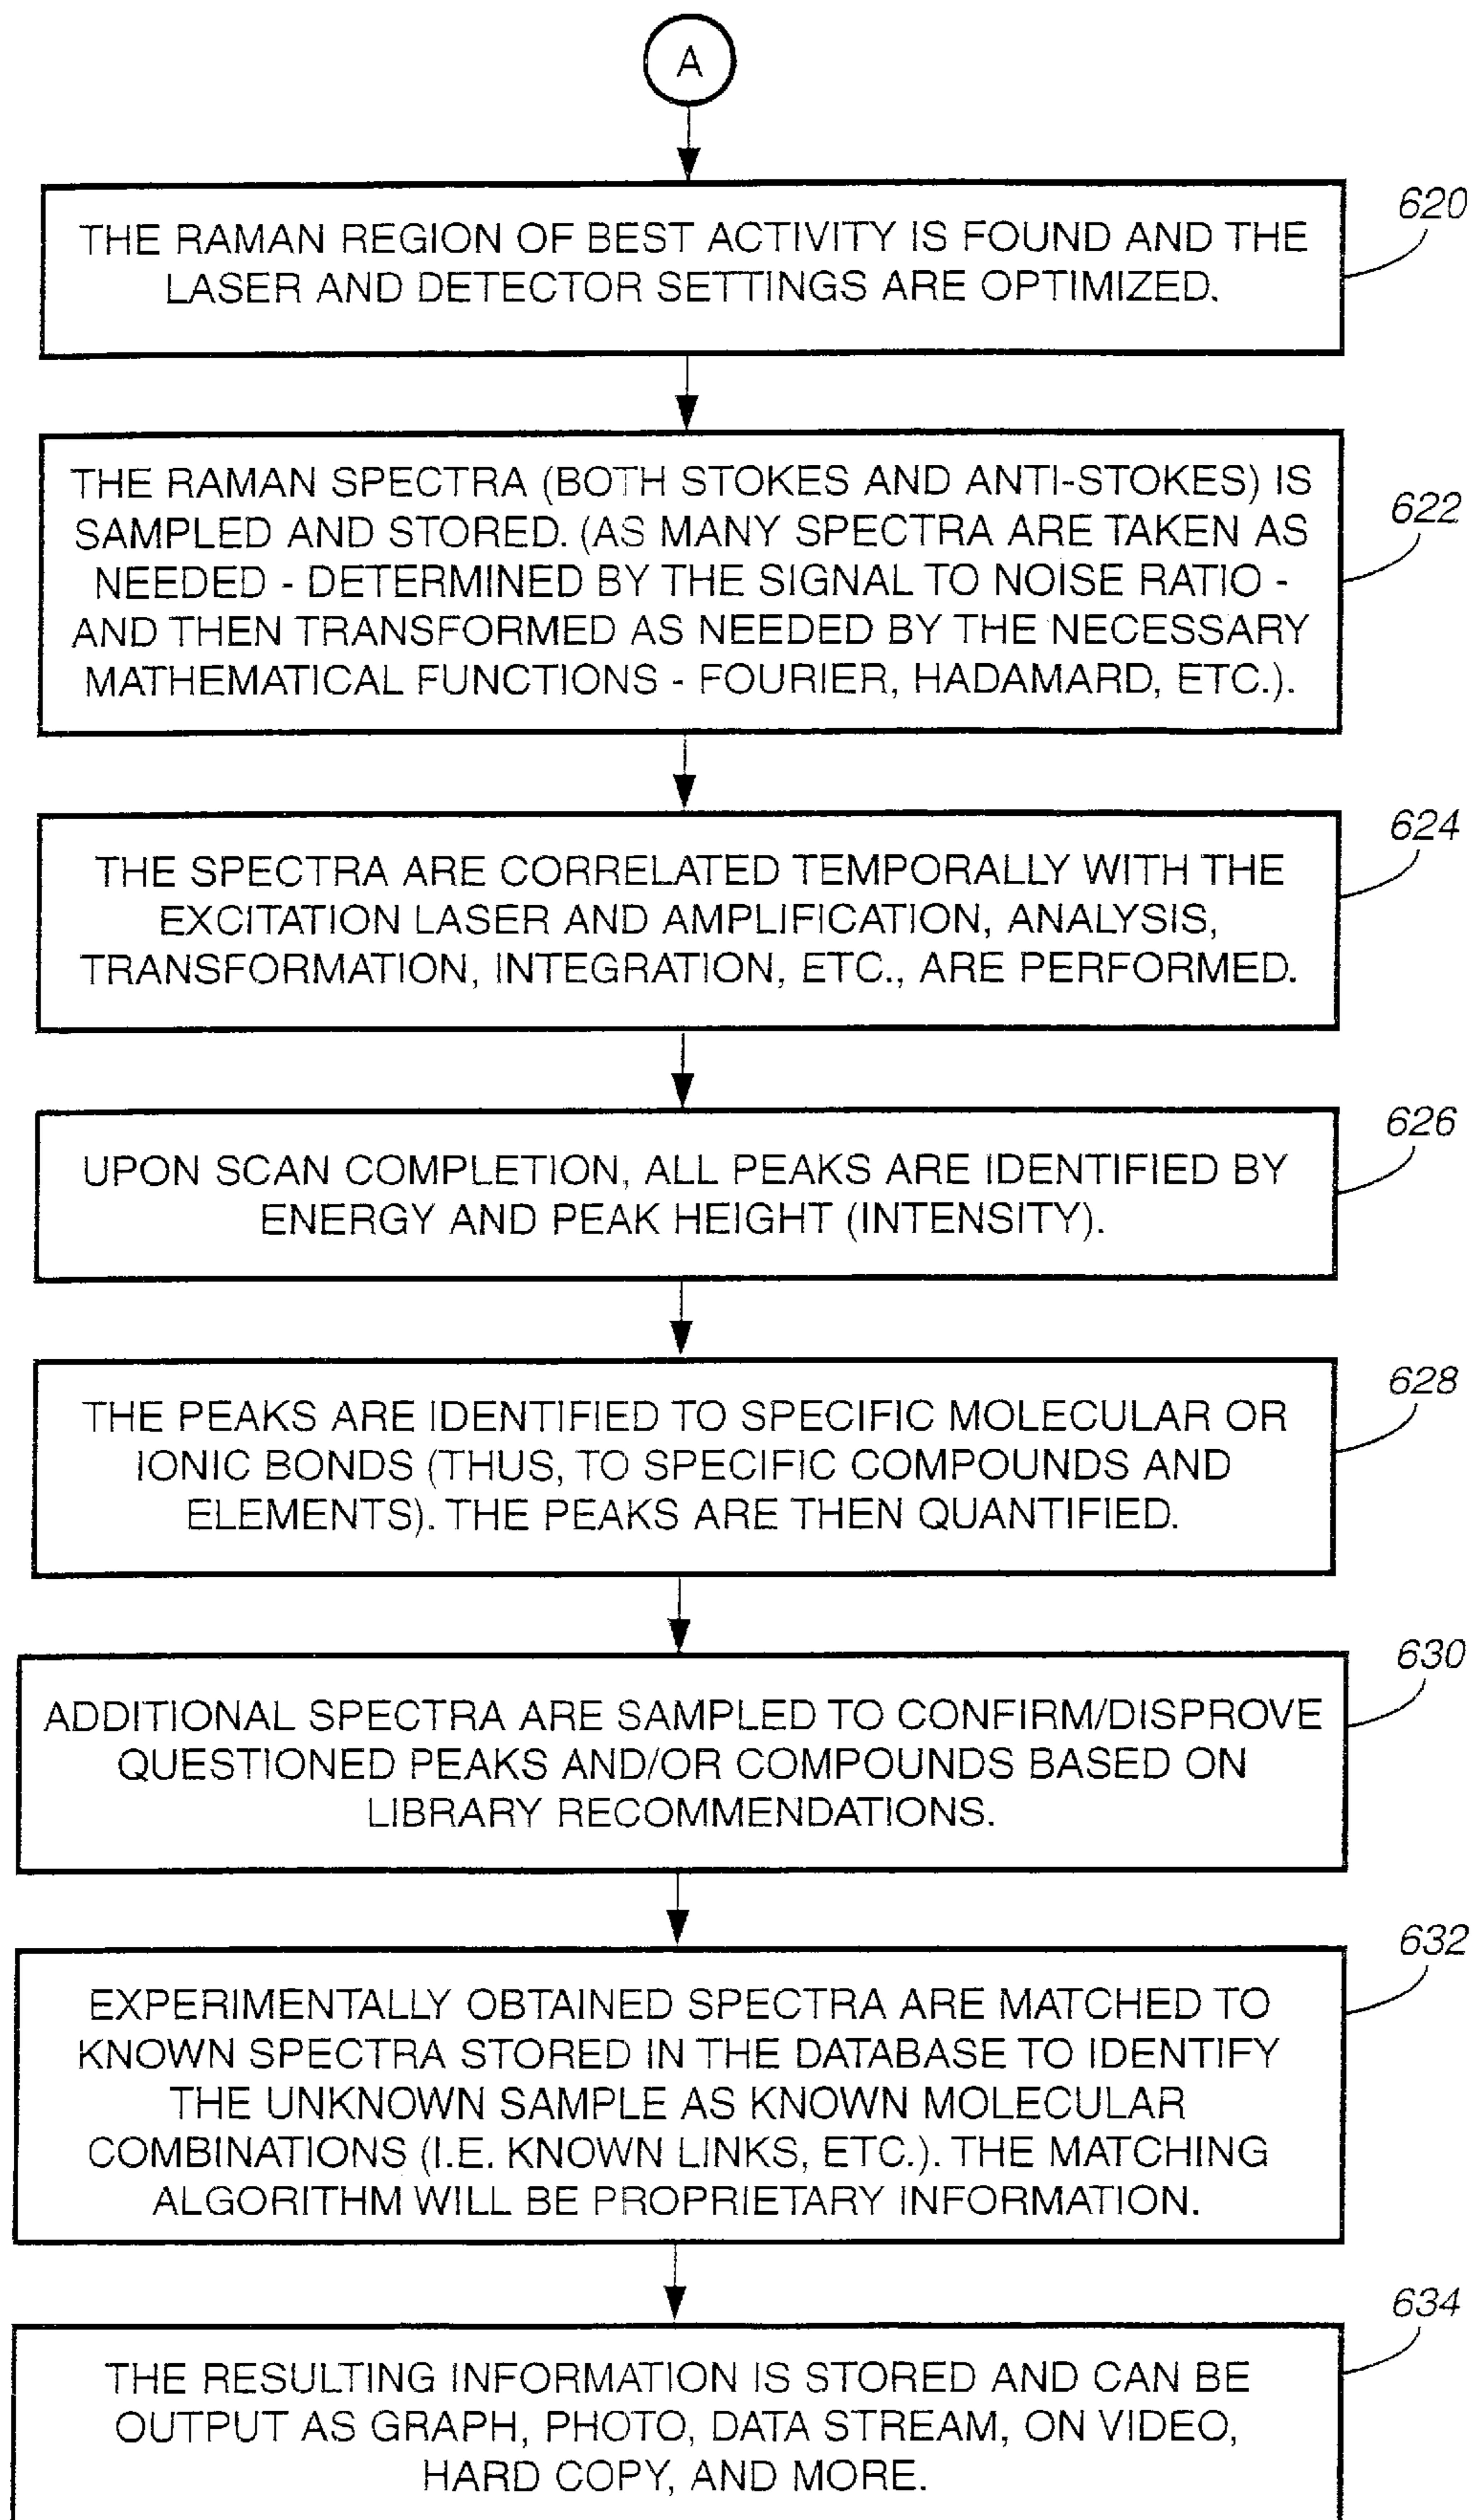 A
620
THE RAMAN REGION OF BEST ACTIVITY IS FOUND AND THE
LASER AND DETECTOR SETTINGS ARE OPTIMIZED.
622
THE RAMAN SPECTRA (BOTH STOKES AND ANTI-STOKES) IS
SAMPLED AND STORED. (AS MANY SPECTRA ARE TAKEN AS
NEEDED - DETERMINED BY THE SIGNAL TO NOISE RATIO -
AND THEN TRANSFORMED AS NEEDED BY THE NECESSARY
MATHEMATICAL FUNCTIONS - FOURIER, HADAMARD, ETC.).
624
THE SPECTRA ARE CORRELATED TEMPORALLY WITH THE
EXCITATION LASER AND AMPLIFICATION, ANALYSIS,
TRANSFORMATION, INTEGRATION, ETC., ARE PERFORMED.
626
UPON SCAN COMPLETION, ALL PEAKS ARE IDENTIFIED BY
ENERGY AND PEAK HEIGHT (INTENSITY).
628
THE PEAKS ARE IDENTIFIED TO SPECIFIC MOLECULAR OR
IONIC BONDS (THUS, TO SPECIFIC COMPOUNDS AND
ELEMENTS). THE PEAKS ARE THEN QUANTIFIED.
630
ADDITIONAL SPECTRA ARE SAMPLED TO CONFIRM/DISPROVE
QUESTIONED PEAKS AND/OR COMPOUNDS BASED ON
LIBRARY RECOMMENDATIONS.
632
EXPERIMENTALLY OBTAINED SPECTRA ARE MATCHED TO
KNOWN SPECTRA STORED IN THE DATABASE TO IDENTIFY
THE UNKNOWN SAMPLE AS KNOWN MOLECULAR
COMBINATIONS (I.E. KNOWN LINKS, ETC.). THE MATCHING
ALGORITHM WILL BE PROPRIETARY INFORMATION.
634
THE RESULTING INFORMATION IS STORED AND CAN BE
OUTPUT AS GRAPH, PHOTO, DATA STREAM, ON VIDEO,
HARD COPY, AND MORE.